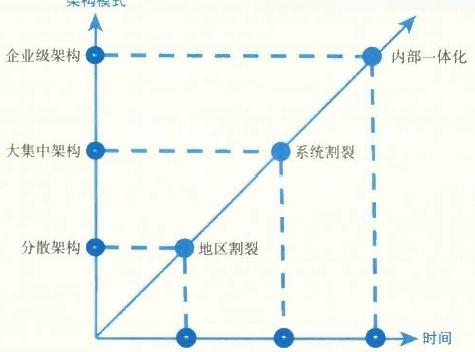 架构模式
企业级架构
内部一体化
大集中架构
系统割裂
分散架构
地区割裂
时间